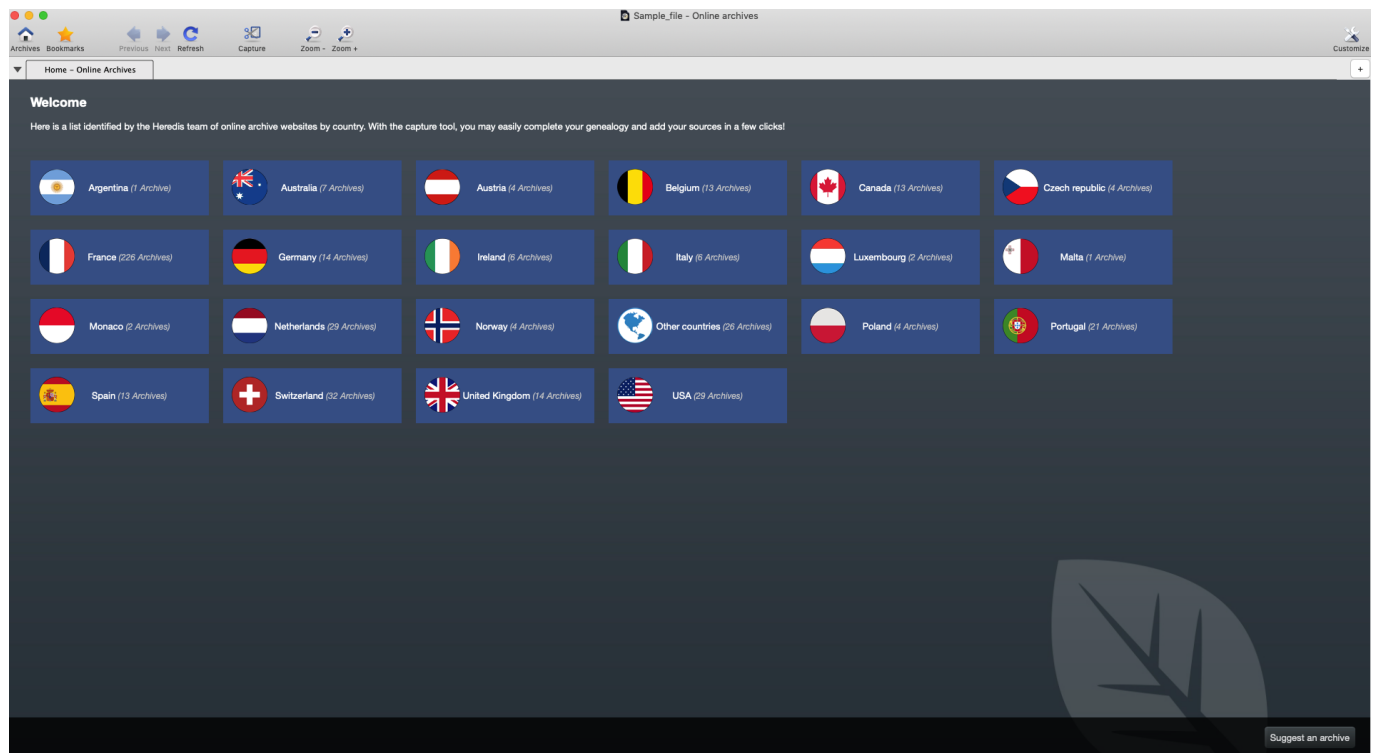 Sample_file - Online archives
Archives Bookmarks Previous Next Refresh Capture Zoom - Zoom + Customize
Home - Online Archives +
Welcome
Here is a list identified by the Heredis team of online archive websites by country. With the capture tool, you may easily complete your genealogy and add your sources in a few clicks!
Argentina (1 Archive) Australia (7 Archives) Austria (4 Archives) Belgium (13 Archives) Canada (13 Archives) Czech republic (4 Archives)
France (226 Archives) Germany (14 Archives) Ireland (6 Archives) Italy (6 Archives) Luxembourg (2 Archives) Malta (1 Archive)
Monaco (2 Archives) Netherlands (29 Archives) Norway (4 Archives) Other countries (26 Archives) Poland (4 Archives) Portugal (21 Archives)
Spain (13 Archives) Switzerland (32 Archives) United Kingdom (14 Archives) USA (29 Archives)
Suggest an archive